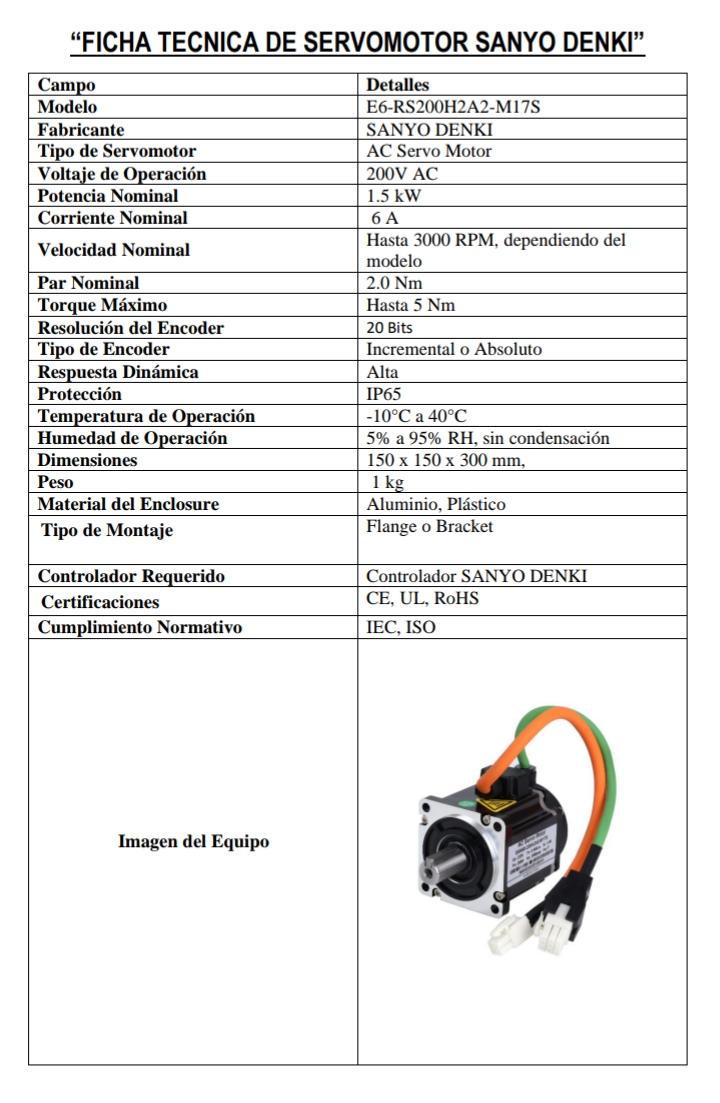 “FICHA TECNICA DE SERVOMOTOR SANYO DENKI”
Campo Detalles
Modelo E6-RS200H2A2-M17S
Fabricante SANYO DENKI
Tipo de Servomotor AC Servo Motor
Voltaje de Operación 200V AC
Potencia Nominal 1.5 kW
Corriente Nominal 6 A
Velocidad Nominal Hasta 3000 RPM, dependiendo del
modelo
Par Nominal 2.0 Nm
Torque Máximo Hasta 5 Nm
Resolución del Encoder 20 Bits
Tipo de Encoder Incremental o Absoluto
Respuesta Dinámica Alta
Protección IP65
Temperatura de Operación -10°C a 40°C
Humedad de Operación 5% a 95% RH, sin condensación
Dimensiones 150 x 150 x 300 mm,
Peso 1 kg
Material del Enclosure Aluminio, Plástico
Tipo de Montaje Flange o Bracket
Controlador Requerido Controlador SANYO DENKI
Certificaciones CE, UL, RoHS
Cumplimiento Normativo IEC, ISO
Imagen del Equipo
AC Servo Motor